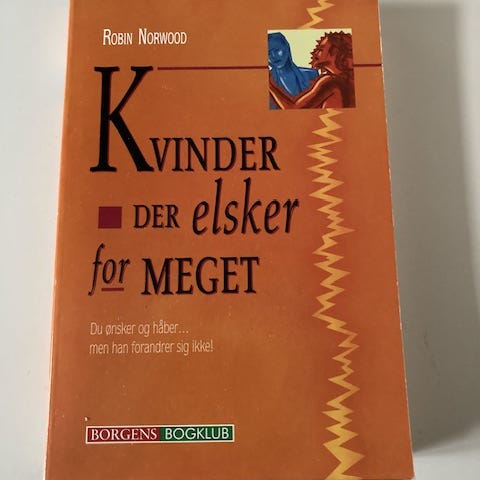 Robin Norwood
Kvinder
der elsker
for meget
Du ønsker og håber...
men han forandrer sig ikke!
BORGENS BOGKLUB